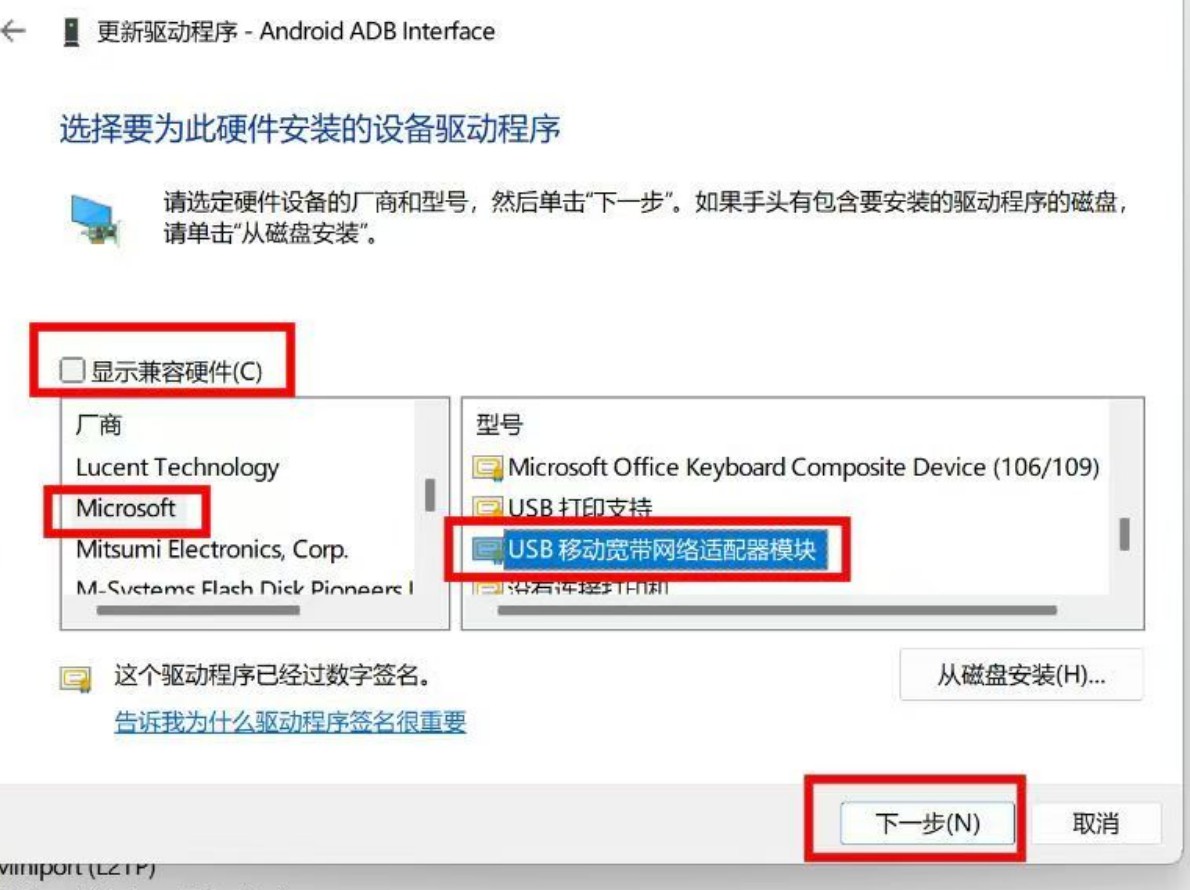 更新驱动程序 - Android ADB Interface
选择要为此硬件安装的设备驱动程序
请选定硬件设备的厂商和型号，然后单击“下一步”。如果手头有包含要安装的驱动程序的磁盘，
请单击“从磁盘安装”。
显示兼容硬件(C)
厂商
Lucent Technology
Microsoft
Mitsumi Electronics, Corp.
M-Systems Flash Disk Pioneers
型号
Microsoft Office Keyboard Composite Device (106/109)
USB 打印支持
USB 移动宽带网络适配器模块
没有连接打印机
这个驱动程序已经过数字签名。
告诉我为什么驱动程序签名很重要
从磁盘安装(H)...
下一步(N)
取消
Miniport (L2TP)